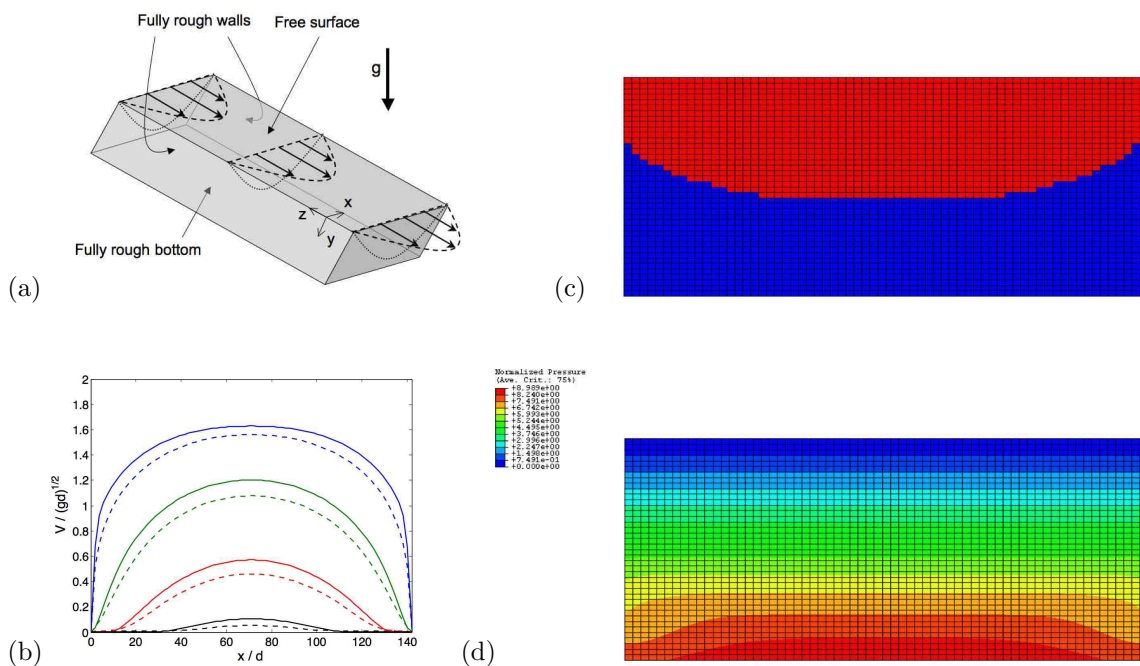 Fully rough walls
Free surface
g
x
z
y
Fully rough bottom
(a)
(c)
V / (gd)^1/2
2
1.8
1.6
1.4
1.2
1
0.8
0.6
0.4
0.2
0
0 20 40 60 80 100 120 140
x / d
(b)
Normalized Pressure
(Ave. Crit.: 75%)
+8.989e+00
+8.240e+00
+7.491e+00
+6.742e+00
+5.993e+00
+5.244e+00
+4.495e+00
+3.746e+00
+2.996e+00
+2.247e+00
+1.498e+00
+7.491e-01
+0.000e+00
(d)